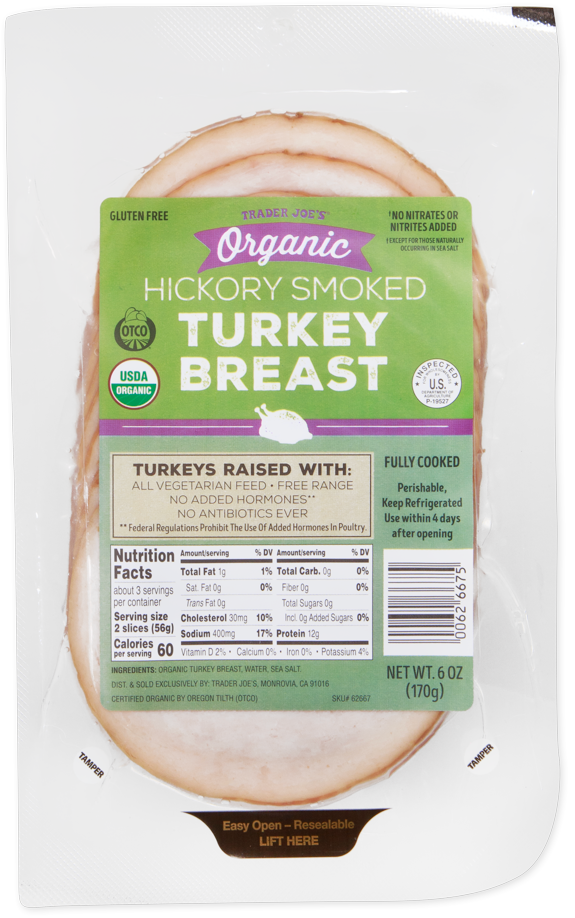 GLUTEN FREE
TRADER JOE'S®
Organic
†NO NITRATES OR
NITRITES ADDED
‡EXCEPT FOR THOSE NATURALLY
OCCURRING IN SEA SALT
HICKORY SMOKED
TURKEY
BREAST
OTCO
USDA
ORGANIC
INSPECTED
BY
U.S.
DEPARTMENT OF
AGRICULTURE
P-19527
TURKEYS RAISED WITH:
ALL VEGETARIAN FEED • FREE RANGE
NO ADDED HORMONES**
NO ANTIBIOTICS EVER
** Federal Regulations Prohibit The Use Of Added Hormones In Poultry.
FULLY COOKED
Perishable,
Keep Refrigerated
Use within 4 days
after opening
Nutrition
Facts
about 3 servings
per container
Serving size
2 slices (56g)
Calories
per serving 60
Amount/serving % DV Amount/serving % DV
Total Fat 1g 1% Total Carb. 0g 0%
Sat. Fat 0g 0% Fiber 0g 0%
Trans Fat 0g Total Sugars 0g
Cholesterol 30mg 10% Incl. 0g Added Sugars 0%
Sodium 400mg 17% Protein 12g
Vitamin D 2% • Calcium 0% • Iron 0% • Potassium 4%
0062 6675
INGREDIENTS: ORGANIC TURKEY BREAST, WATER, SEA SALT.
DIST. & SOLD EXCLUSIVELY BY: TRADER JOE'S, MONROVIA, CA 91016
CERTIFIED ORGANIC BY OREGON TILTH (OTCO) SKU# 62667
NET WT. 6 OZ
(170g)
TAMPER
TAMPER
Easy Open – Resealable
LIFT HERE